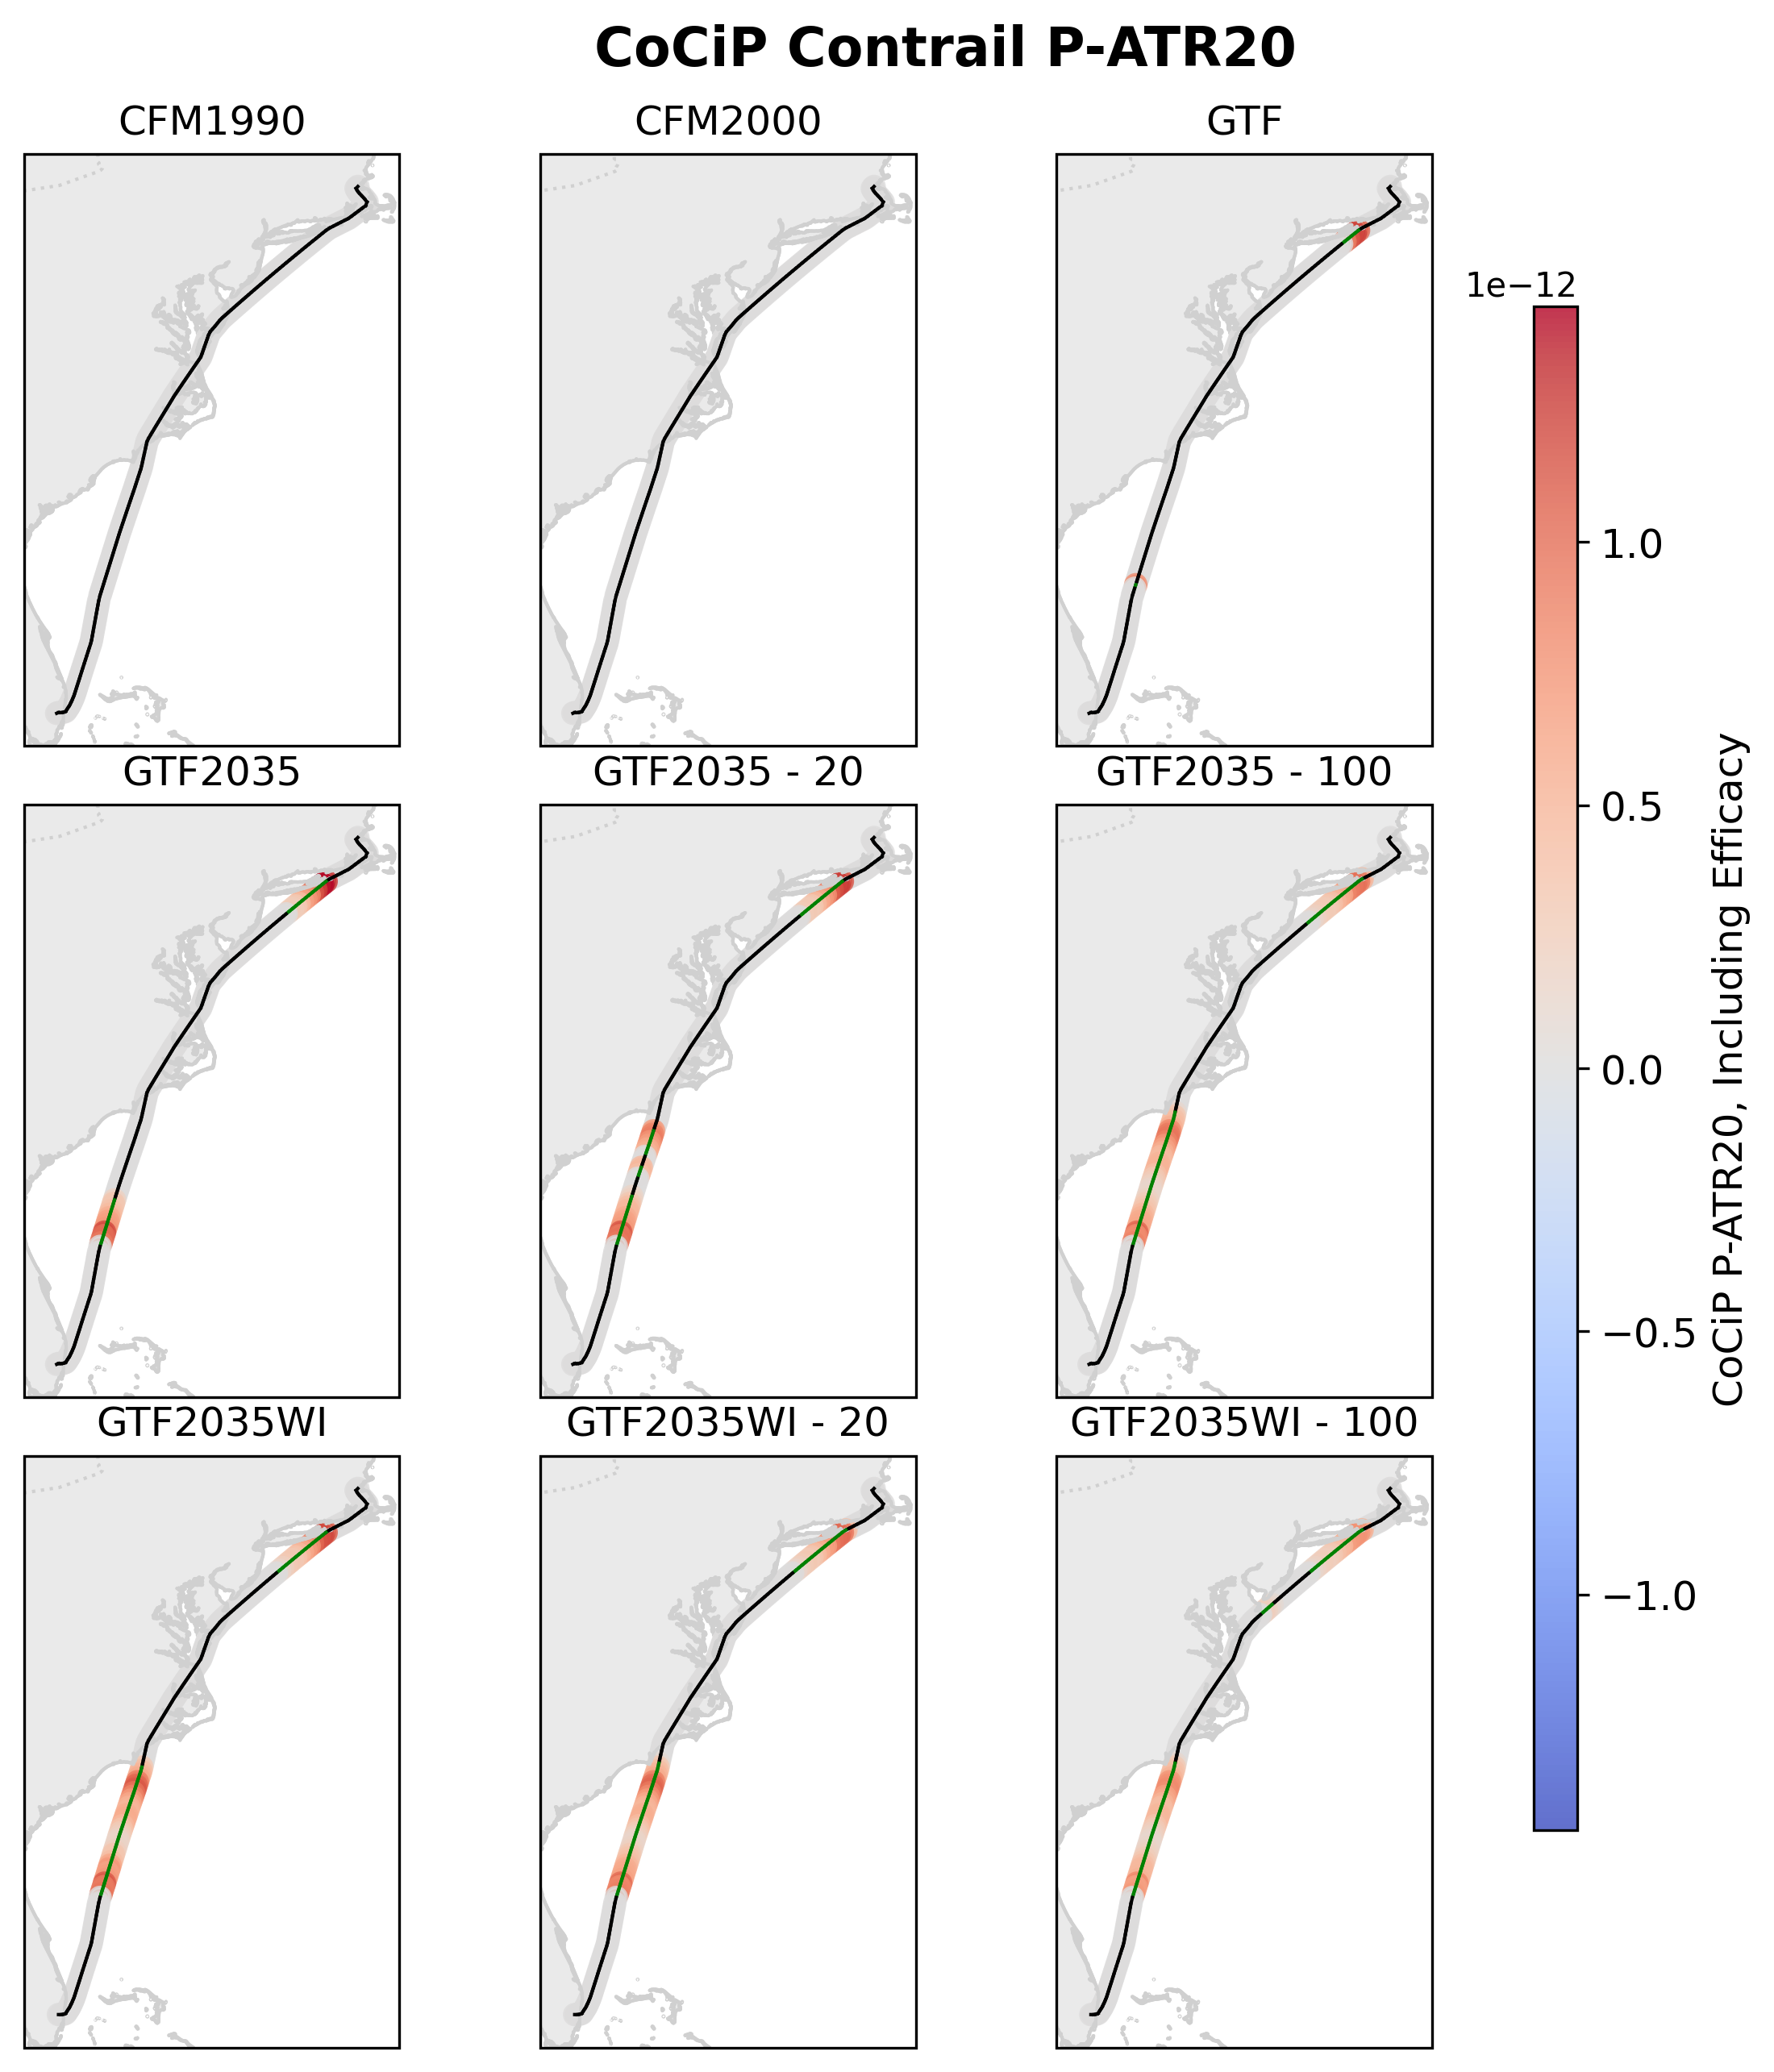 CoCiP Contrail P-ATR20
CFM1990
CFM2000
GTF
1e−12
1.0
0.5
0.0
−0.5
−1.0
CoCiP P-ATR20, Including Efficacy
GTF2035
GTF2035 - 20
GTF2035 - 100
GTF2035WI
GTF2035WI - 20
GTF2035WI - 100